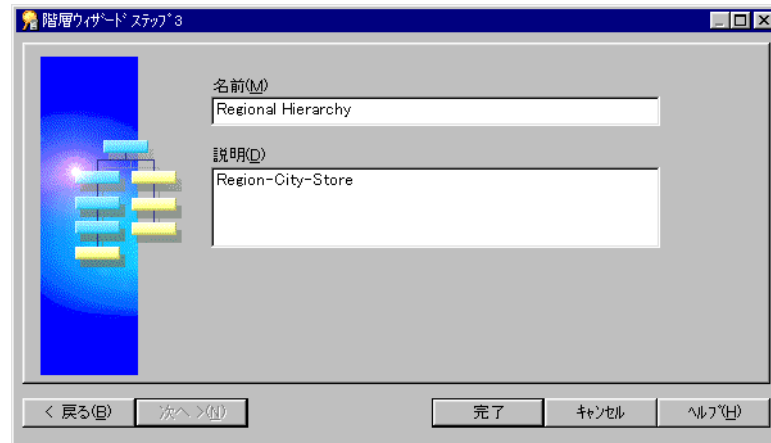 階層ウィザード ステップ3
名前(M)
Regional Hierarchy
説明(D)
Region-City-Store
< 戻る(B)
次へ >(N)
完了
キャンセル
ヘルプ(H)